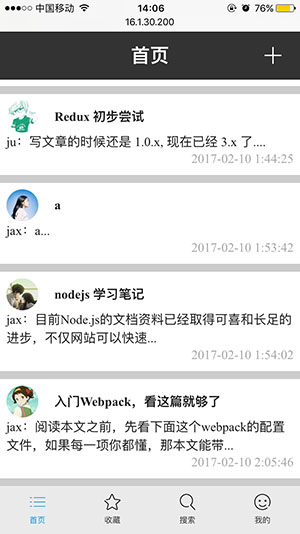 中国移动 14:06 76%
16.1.30.200
首页
Redux 初步尝试
ju：写文章的时候还是 1.0.x, 现在已经 3.x 了....
2017-02-10 1:44:25
a
jax：a...
2017-02-10 1:53:42
nodejs 学习笔记
jax：目前Node.js的文档资料已经取得可喜和长足的
进步，不仅网站可以快速...
2017-02-10 1:54:02
入门Webpack，看这篇就够了
jax：阅读本文之前，先看下面这个webpack的配置
文件，如果每一项你都懂，那本文能带...
2017-02-10 2:05:46
首页 收藏 搜索 我的